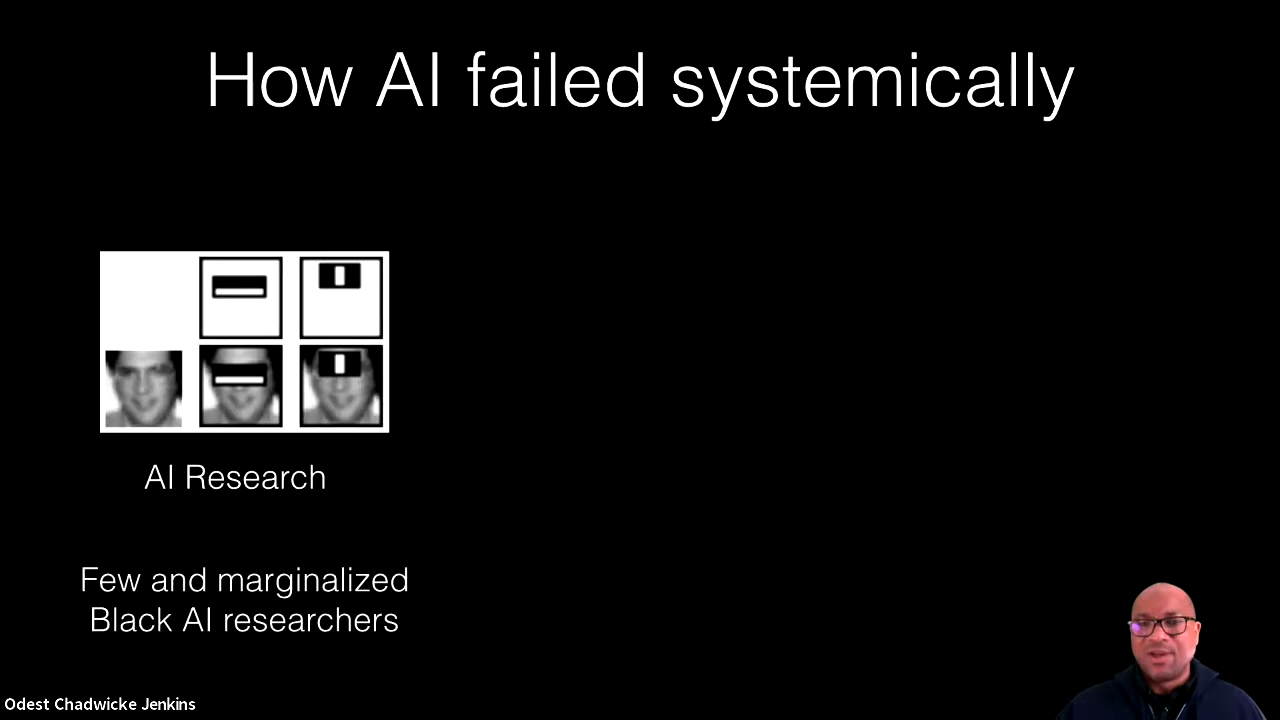 How AI failed systemically
AI Research
Few and marginalized
Black AI researchers
Odest Chadwicke Jenkins